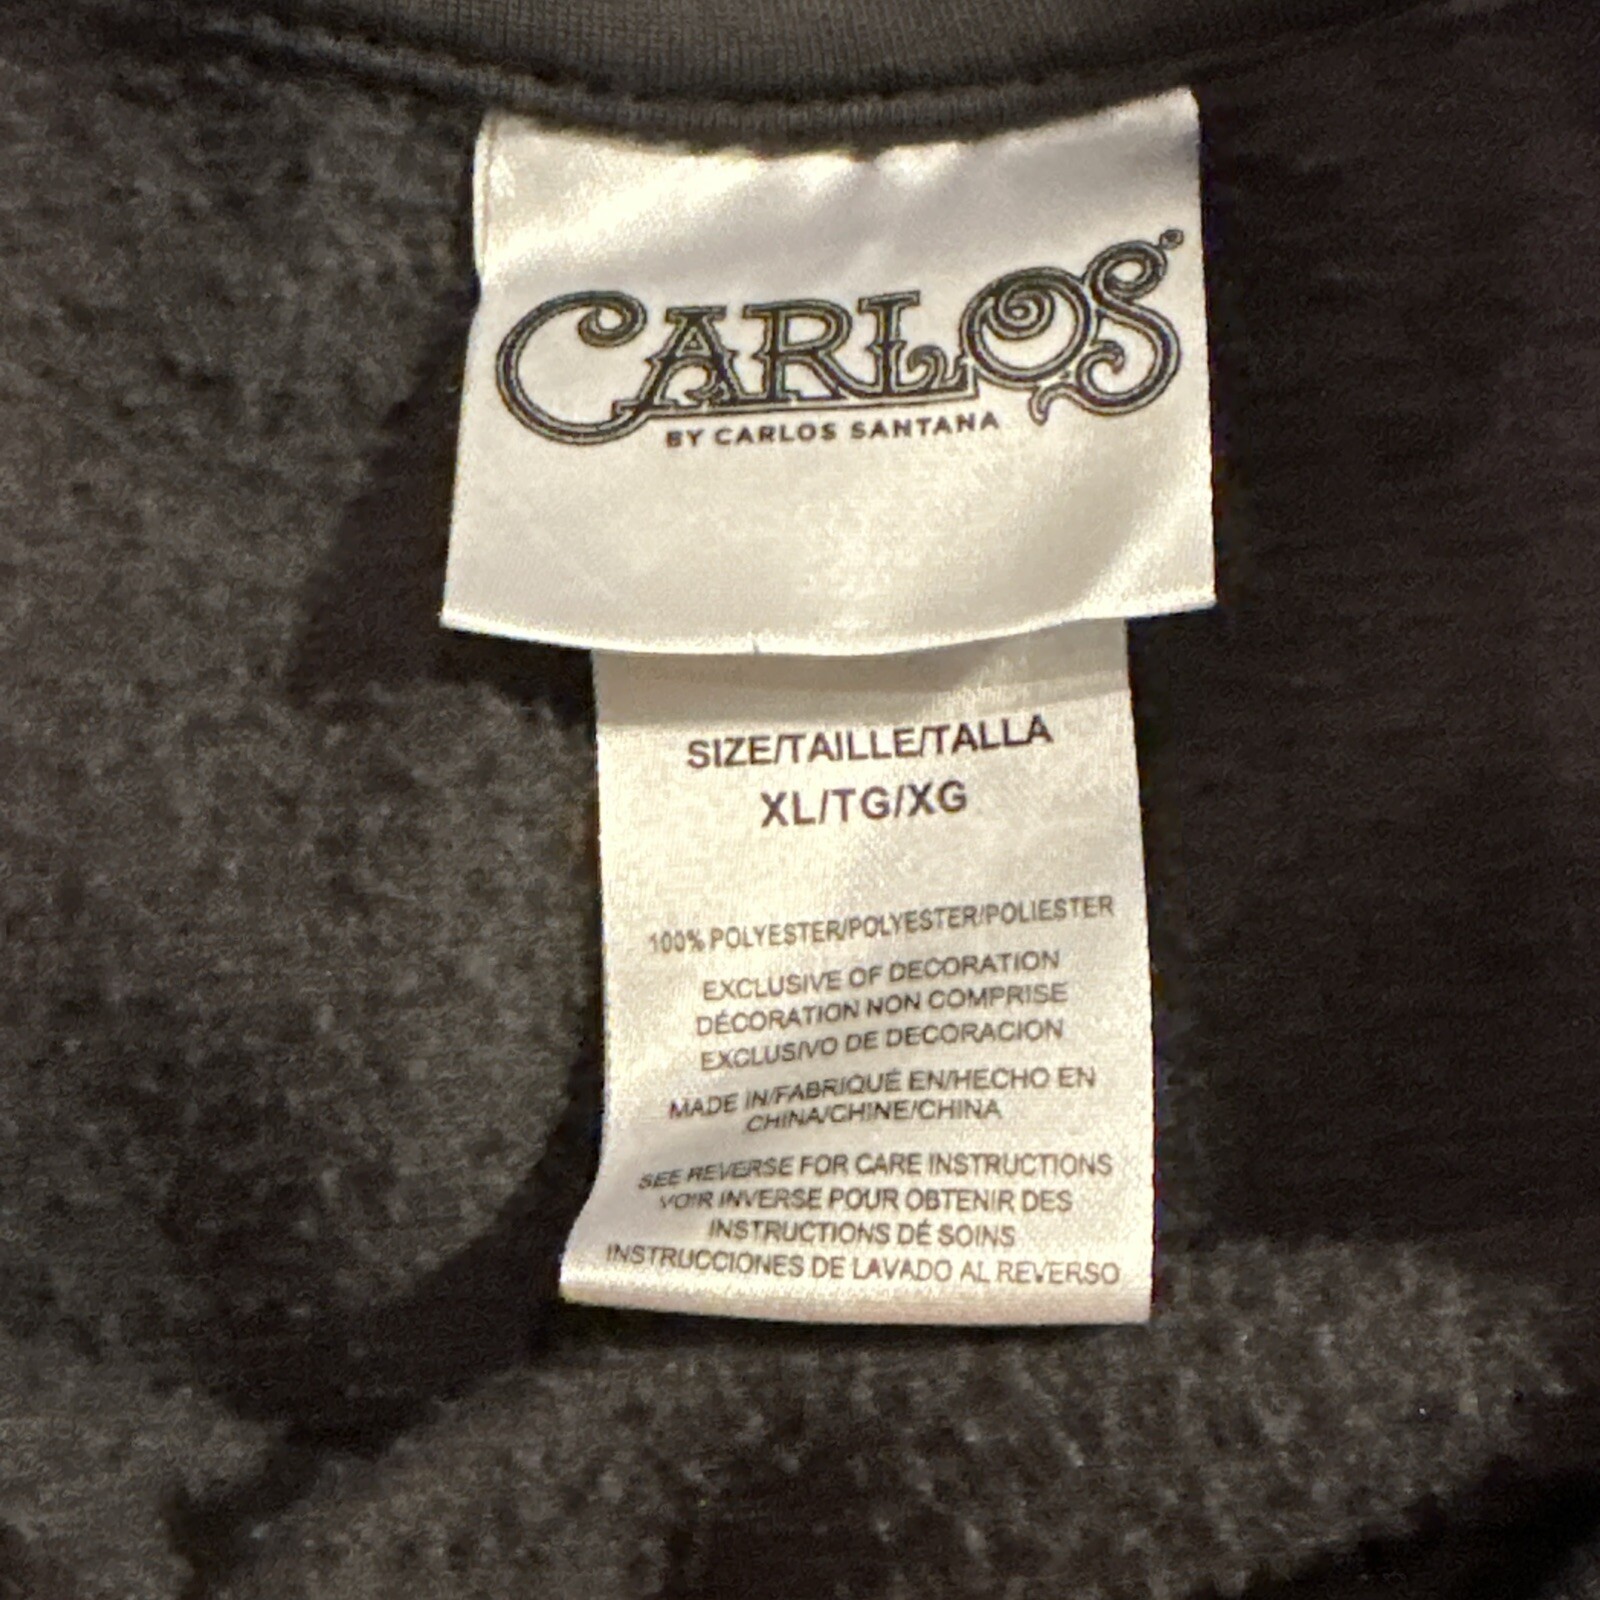 CARLOS®
BY CARLOS SANTANA
SIZE/TAILLE/TALLA
XL/TG/XG
100% POLYESTER/POLYESTER/POLIESTER
EXCLUSIVE OF DECORATION
DÉCORATION NON COMPRISE
EXCLUSIVO DE DECORACION
MADE IN/FABRIQUÉ EN/HECHO EN
CHINA/CHINE/CHINA
SEE REVERSE FOR CARE INSTRUCTIONS
VOIR INVERSE POUR OBTENIR DES
INSTRUCTIONS DÉ SOINS
INSTRUCCIONES DE LAVADO AL REVERSO